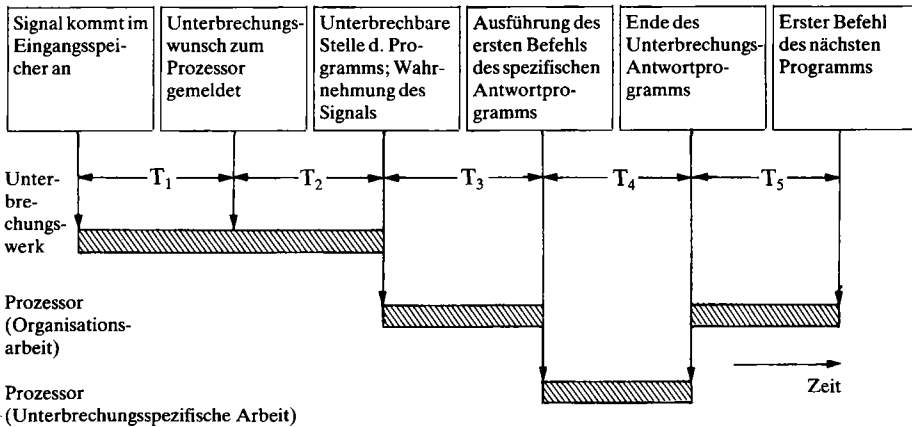 Signal kommt im
Eingangsspei-
cher an
Unterbrechungs-
wunsch zum
Prozessor
gemeldet
Unterbrechbare
Stelle d. Pro-
gramms; Wahr-
nehmung des
Signals
Ausführung des
ersten Befehls
des spezifischen
Antwortpro-
gramms
Ende des
Unterbrechungs-
Antwortpro-
gramms
Erster Befehl
des nächsten
Programms
T1
T2
T3
T4
T5
Unter-
bre-
chungs-
werk
Prozessor
(Organisations-
arbeit)
Zeit
Prozessor
(Unterbrechungsspezifische Arbeit)